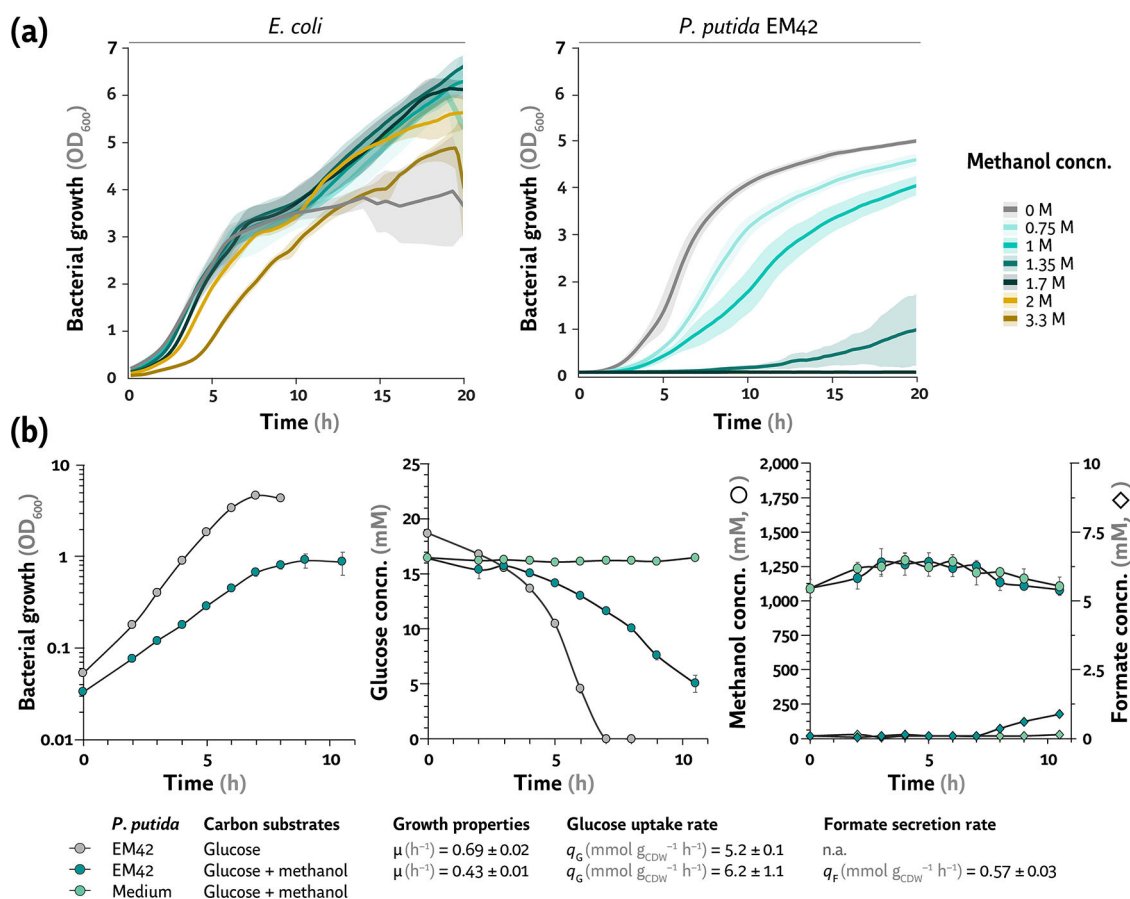 (a)
E. coli
P. putida EM42
Bacterial growth (OD600)
7
6
5
4
3
2
1
0
0
5
10
15
20
Time (h)
Bacterial growth (OD600)
7
6
5
4
3
2
1
0
0
5
10
15
20
Time (h)
Methanol concn.
0 M
0.75 M
1 M
1.35 M
1.7 M
2 M
3.3 M
(b)
Bacterial growth (OD600)
10
1
0.1
0.01
0
5
10
Time (h)
Glucose concn. (mM)
25
20
15
10
5
0
0
5
10
Time (h)
Methanol concn. (mM, ○)
2,000
1,750
1,500
1,250
1,000
750
500
250
0
0
5
10
Time (h)
10
7.5
5
2.5
0
Formate concn. (mM, ◇)
P. putida Carbon substrates Growth properties Glucose uptake rate Formate secretion rate
EM42 Glucose μ (h⁻¹) = 0.69 ± 0.02 qG (mmol gCDW⁻¹ h⁻¹) = 5.2 ± 0.1 n.a.
EM42 Glucose + methanol μ (h⁻¹) = 0.43 ± 0.01 qG (mmol gCDW⁻¹ h⁻¹) = 6.2 ± 1.1 qF (mmol gCDW⁻¹ h⁻¹) = 0.57 ± 0.03
Medium Glucose + methanol